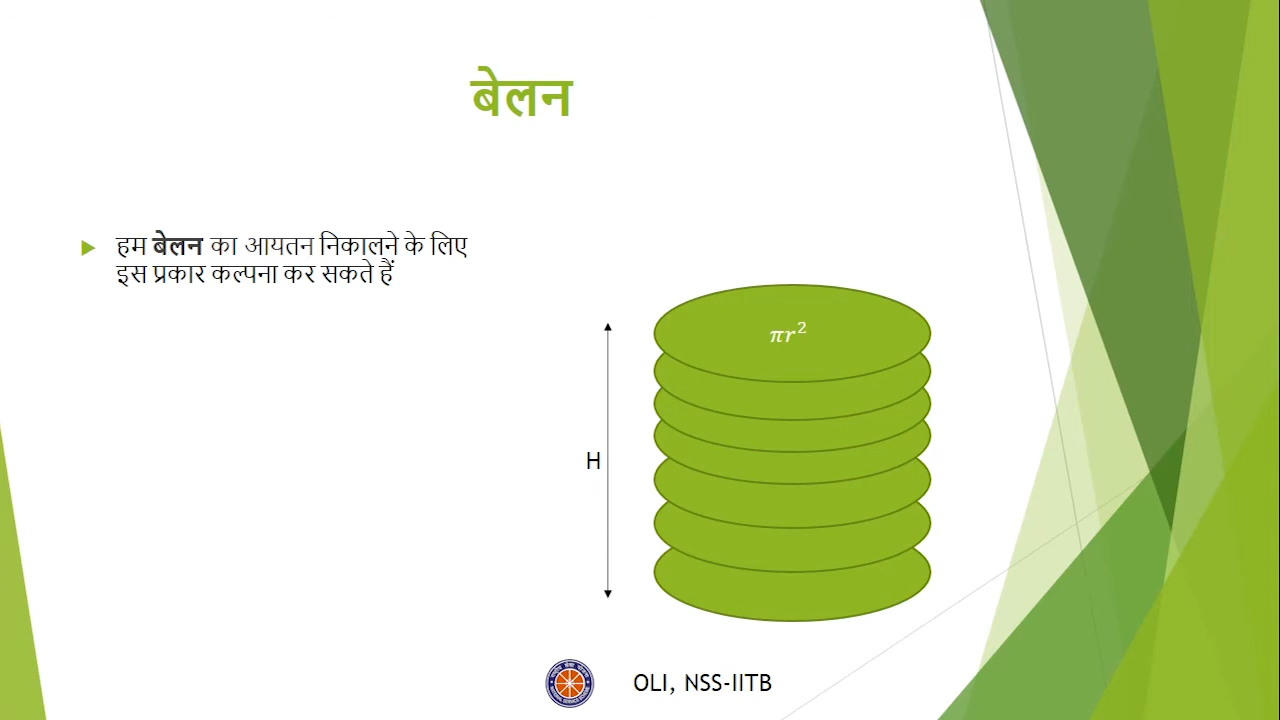 बेलन
हम बेलन का आयतन निकालने के लिए
इस प्रकार कल्पना कर सकते हैं
πr²
H
OLI, NSS-IITB